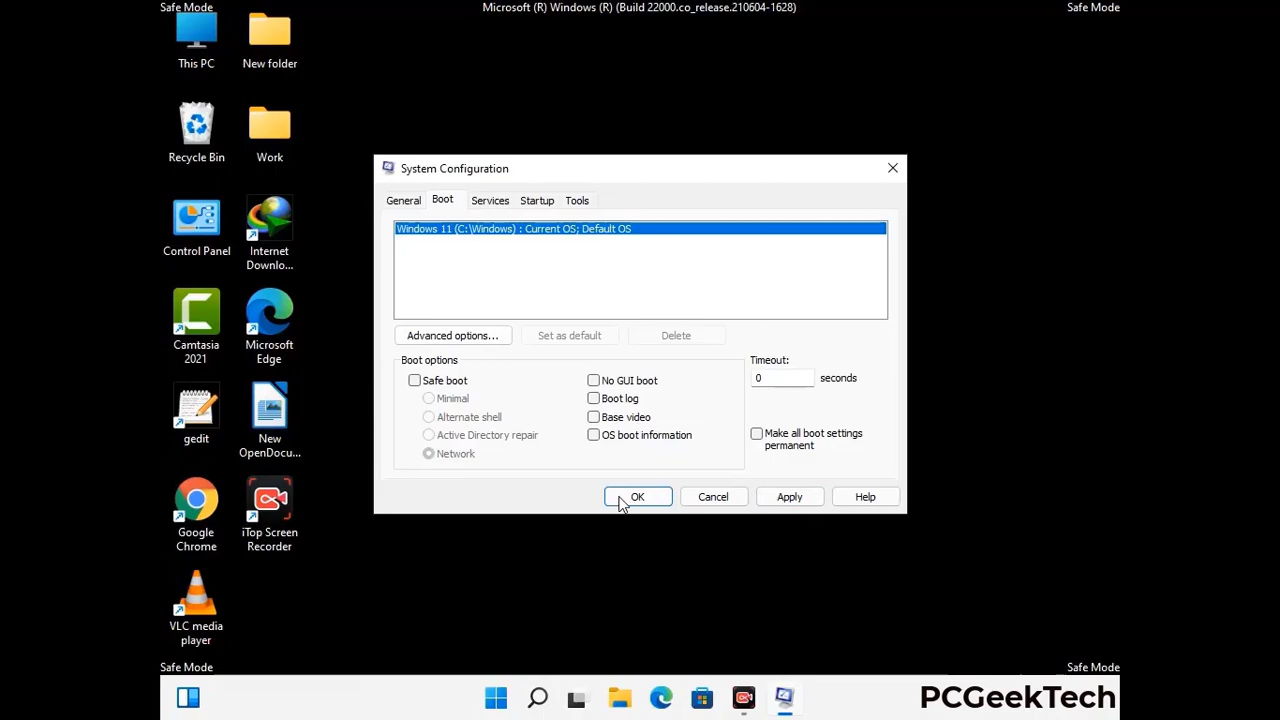 Safe Mode
Microsoft (R) Windows (R) (Build 22000.co_release.210604-1628)
Safe Mode
This PC
New folder
Recycle Bin
Work
Control Panel
Internet
Downlo...
Camtasia
2021
Microsoft
Edge
gedit
New
OpenDocu...
Google
Chrome
iTop Screen
Recorder
VLC media
player
System Configuration
General
Boot
Services
Startup
Tools
Windows 11 (C:\Windows) : Current OS; Default OS
Advanced options...
Set as default
Delete
Boot options
Safe boot
Minimal
Alternate shell
Active Directory repair
Network
No GUI boot
Boot log
Base video
OS boot information
Timeout:
0 seconds
Make all boot settings
permanent
OK
Cancel
Apply
Help
Safe Mode
Safe Mode
PCGeekTech